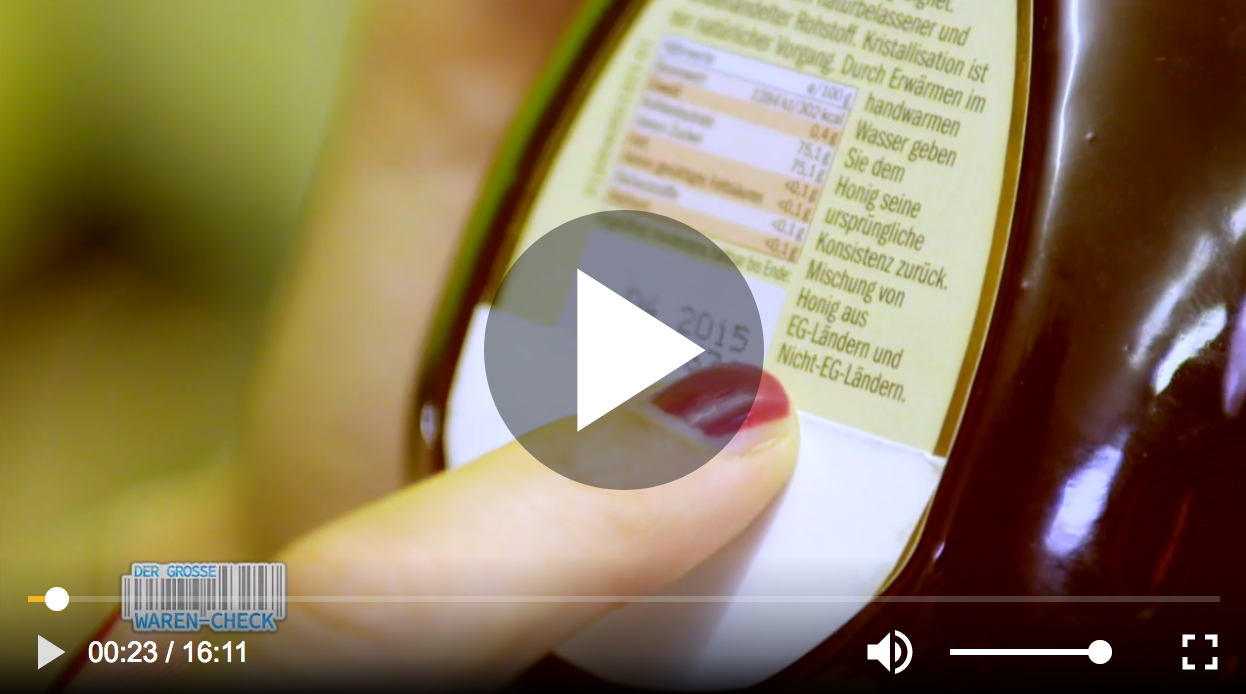 naturbelassener und
Rohstoff. Kristallisation ist
natürlicher Vorgang. Durch Erwärmen im
handwarmen
Wasser geben
Sie dem
Honig seine
ursprüngliche
Konsistenz zurück.
Mischung von
Honig aus
EG-Ländern und
Nicht-EG-Ländern.
ø/100 g
1284 kJ/302 kcal
0,4 g
75,1 g
75,1 g
<0,1 g
<0,1 g
<0,1 g
<0,1 g
bis Ende:
2015
DER GROSSE
WAREN-CHECK
00:23 / 16:11